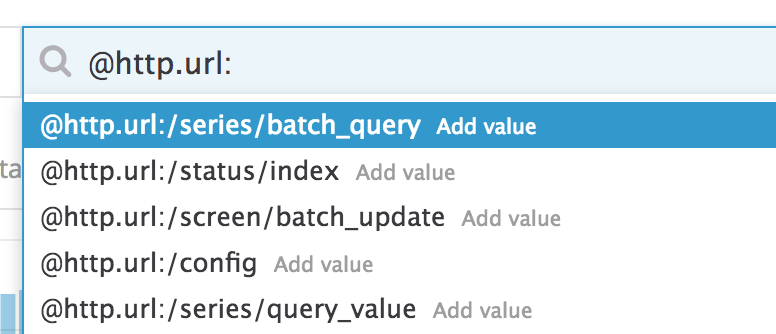 @http.url:
@http.url:/series/batch_query Add value
@http.url:/status/index Add value
@http.url:/screen/batch_update Add value
@http.url:/config Add value
@http.url:/series/query_value Add value
ta